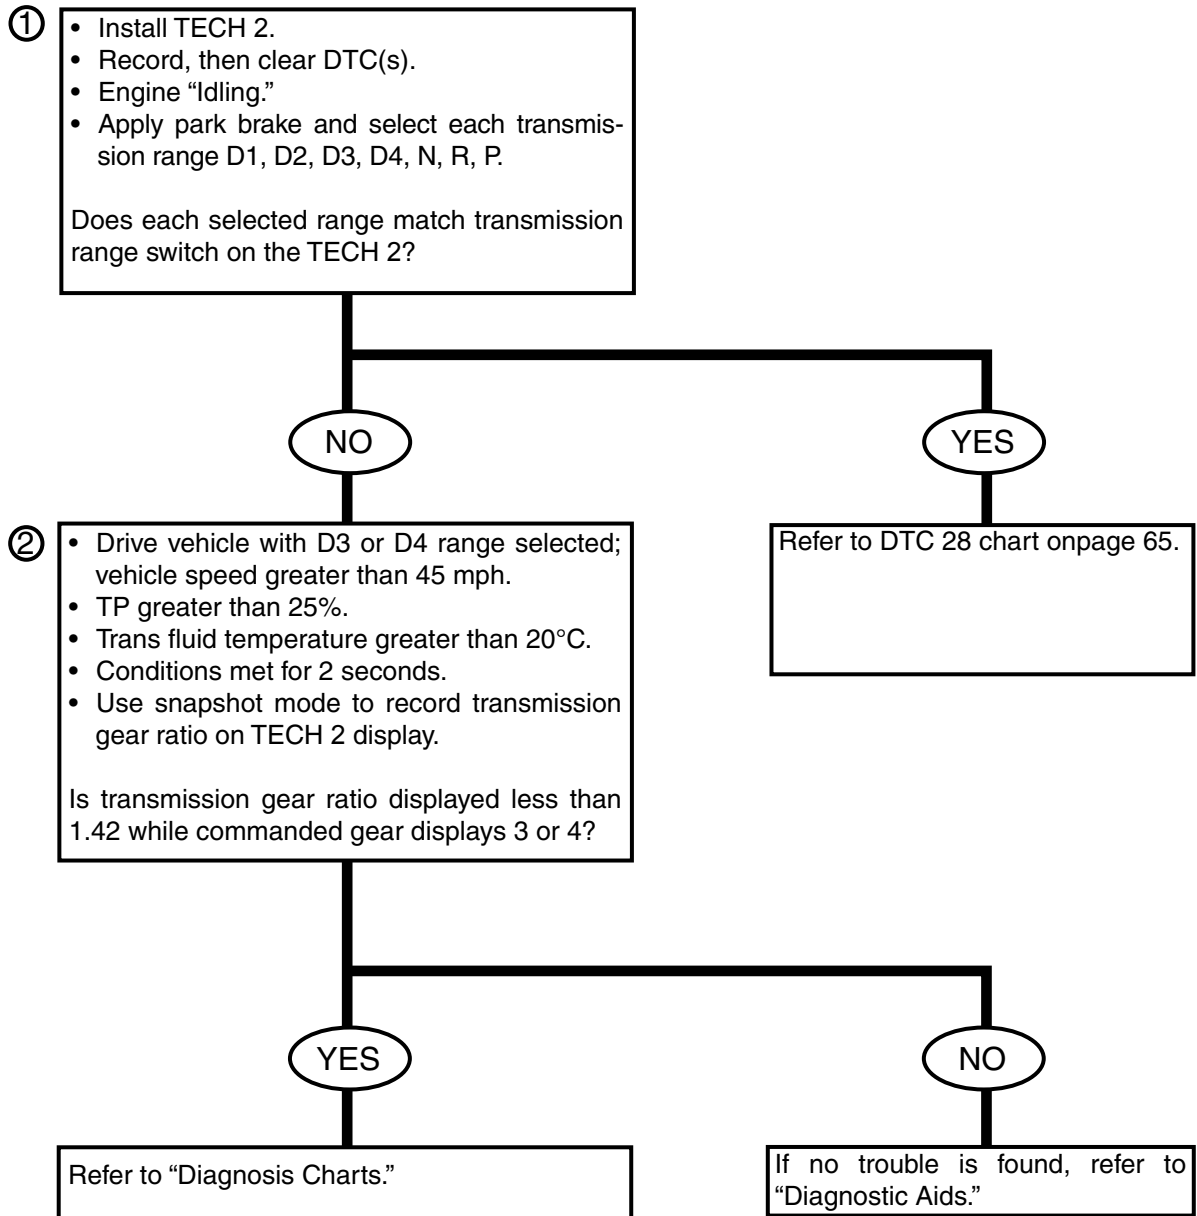 ①
• Install TECH 2.
• Record, then clear DTC(s).
• Engine “Idling.”
• Apply park brake and select each transmis-
sion range D1, D2, D3, D4, N, R, P.
Does each selected range match transmission
range switch on the TECH 2?
NO
YES
②
• Drive vehicle with D3 or D4 range selected;
vehicle speed greater than 45 mph.
• TP greater than 25%.
• Trans fluid temperature greater than 20°C.
• Conditions met for 2 seconds.
• Use snapshot mode to record transmission
gear ratio on TECH 2 display.
Is transmission gear ratio displayed less than
1.42 while commanded gear displays 3 or 4?
Refer to DTC 28 chart onpage 65.
YES
NO
Refer to “Diagnosis Charts.”
If no trouble is found, refer to
“Diagnostic Aids.”